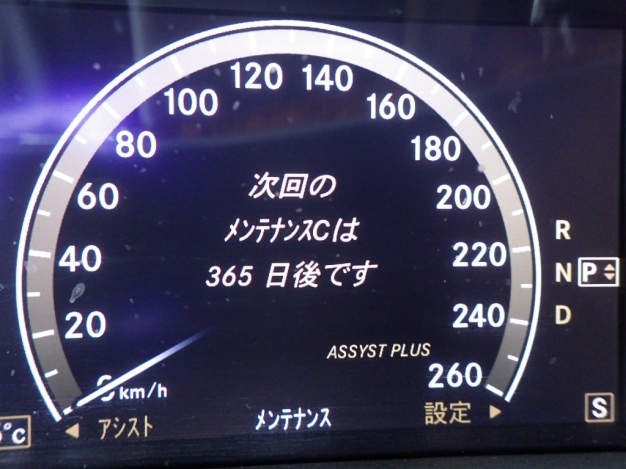 120 140
100 160
80 180
次回の
60 200
メンテナンスCは
40 220
365 日後です
20 240
ASSYST PLUS
260
km/h
R
N P
D
S
°C
アシスト メンテナンス 設定